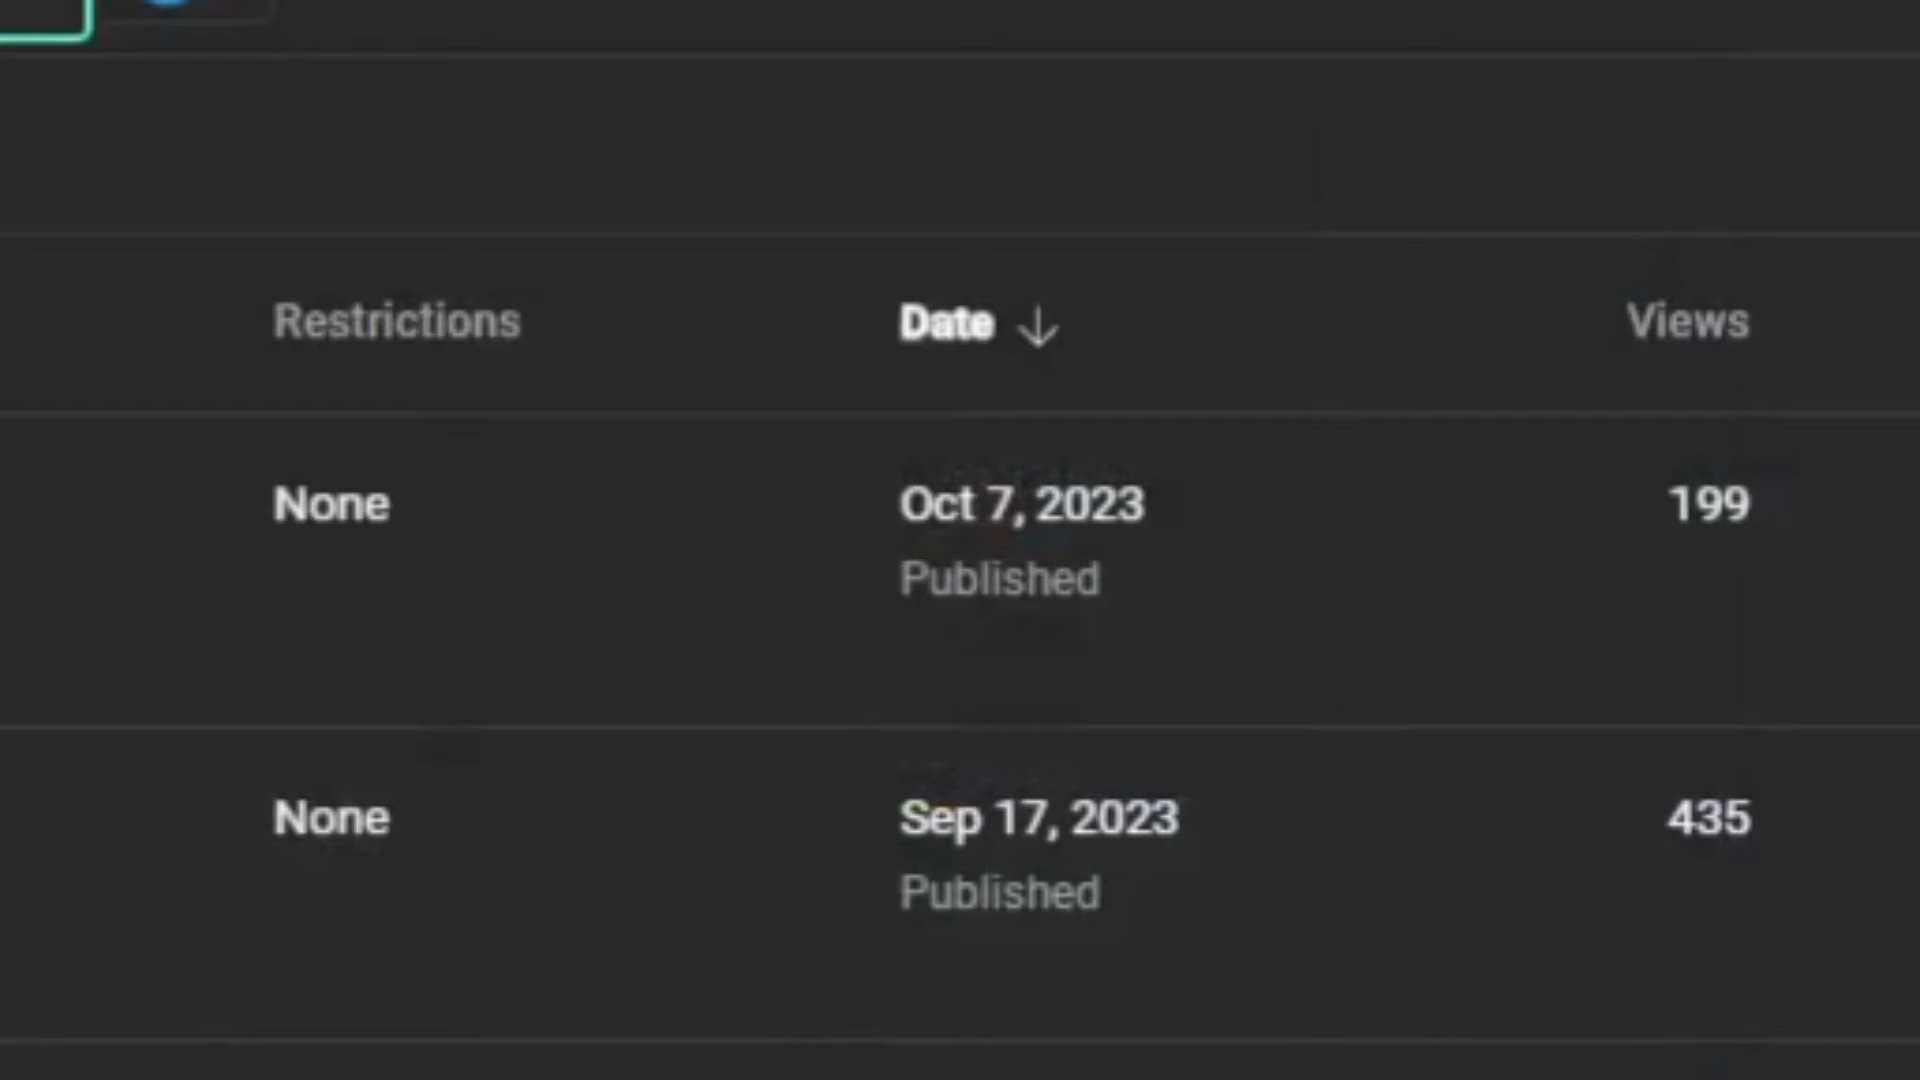 Restrictions Date ↓ Views
None Oct 7, 2023 199
Published
None Sep 17, 2023 435
Published